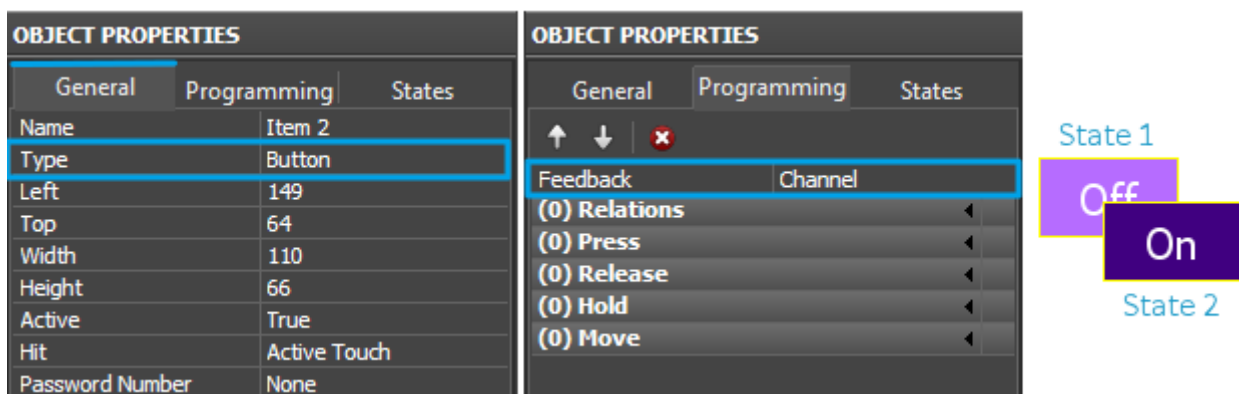 OBJECT PROPERTIES
General Programming States
Name Item 2
Type Button
Left 149
Top 64
Width 110
Height 66
Active True
Hit Active Touch
Password Number None
OBJECT PROPERTIES
General Programming States
Feedback Channel
(0) Relations
(0) Press
(0) Release
(0) Hold
(0) Move
State 1
Off
On
State 2